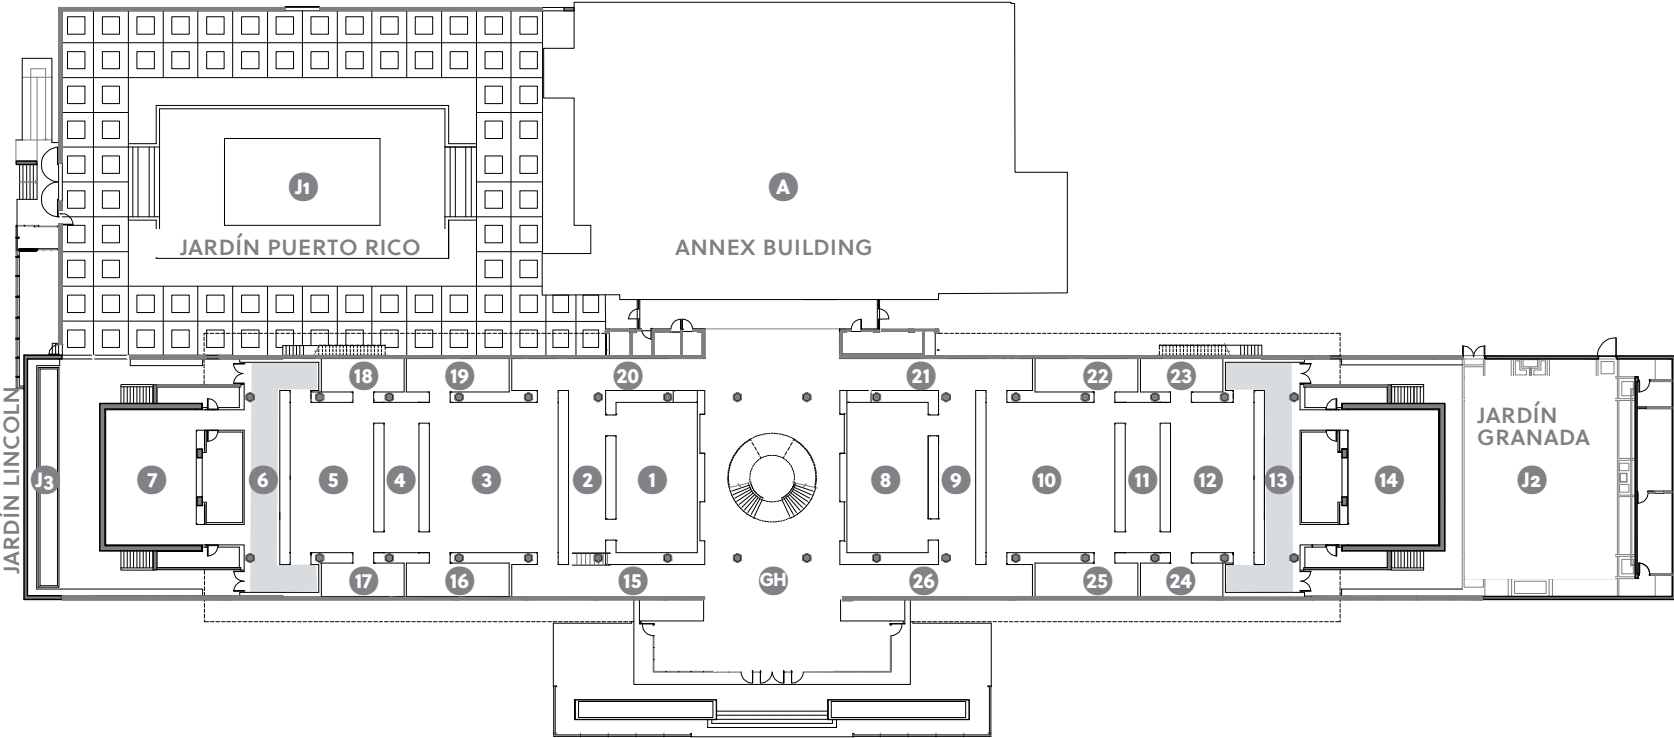 J1
JARDÍN PUERTO RICO
A
ANNEX BUILDING
18
19
20
21
22
23
JARDÍN LINCOLN
J3
7
6
5
4
3
2
1
8
9
10
11
12
13
14
JARDÍN
GRANADA
J2
17
16
15
GH
26
25
24